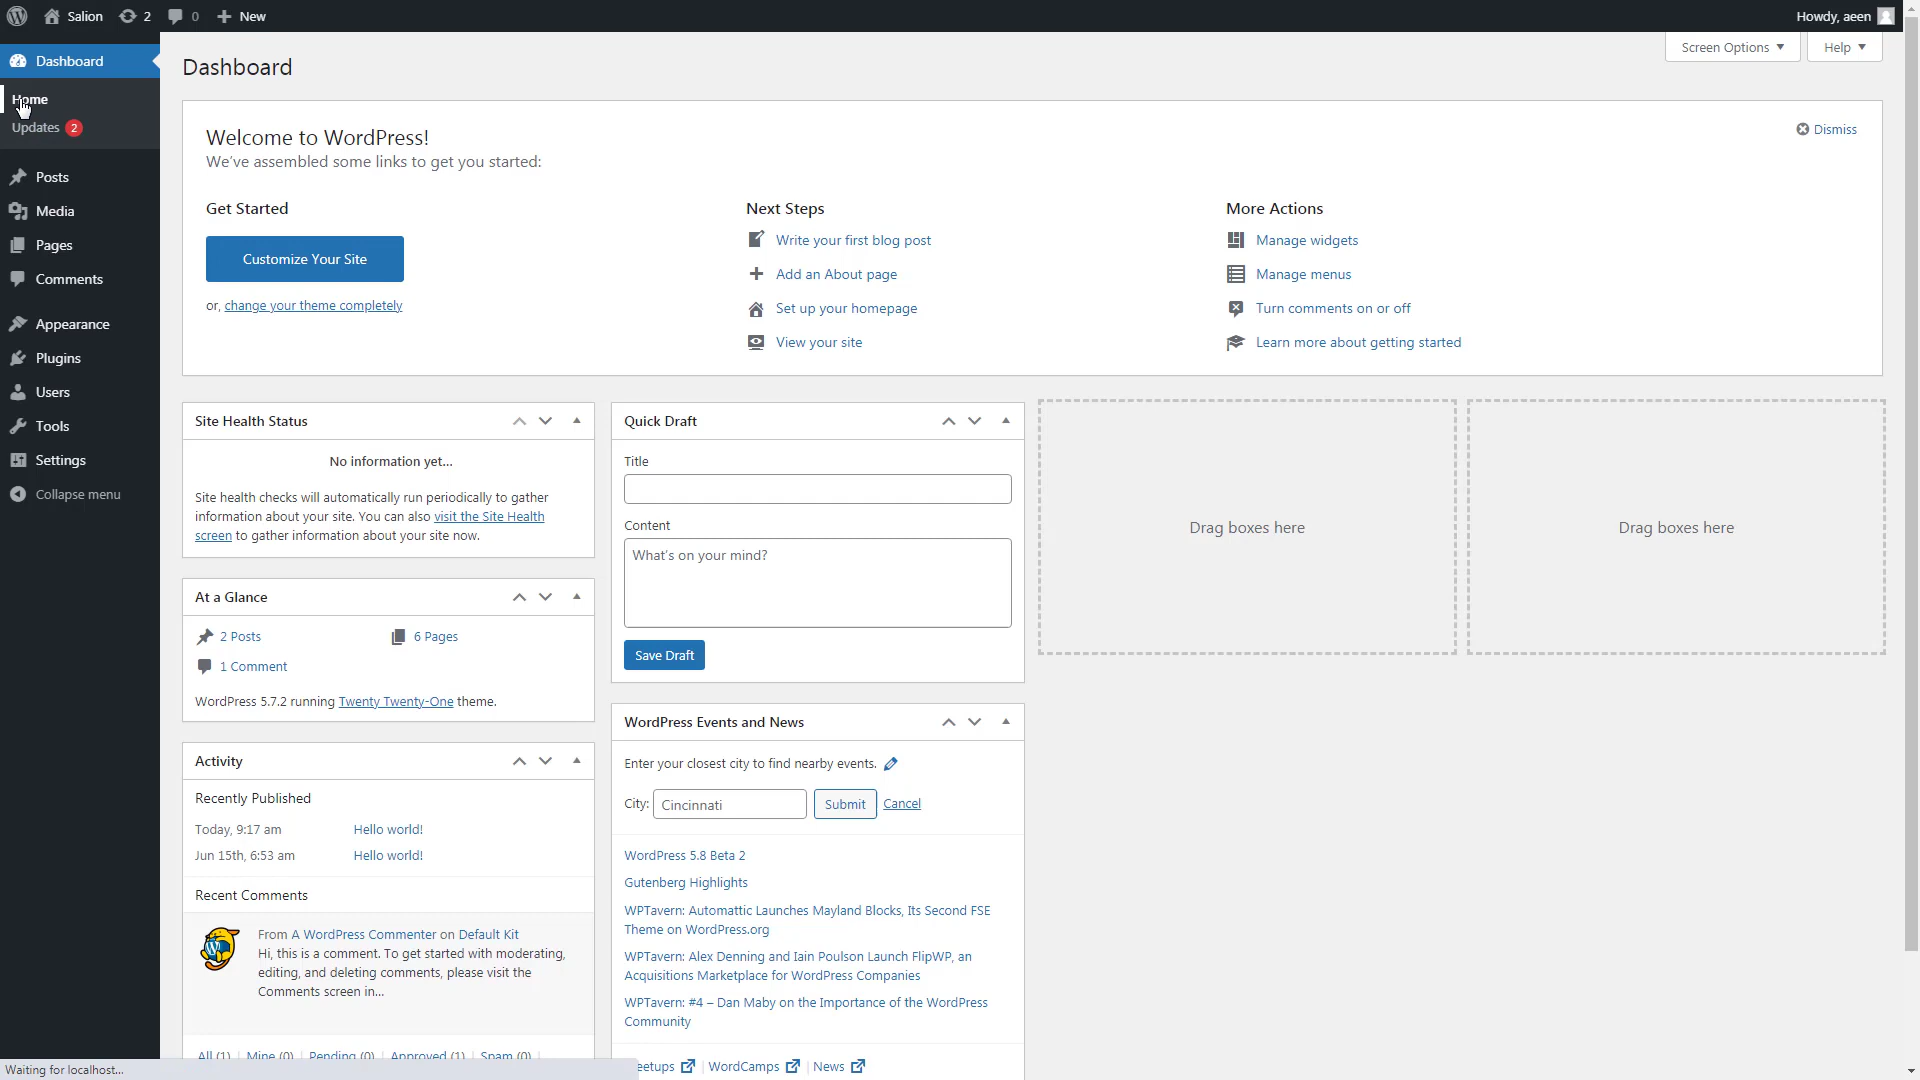 Salion 2 0 New Howdy, aeen
Screen Options Help
Dashboard
Home
Updates 2
Posts
Media
Pages
Comments
Appearance
Plugins
Users
Tools
Settings
Collapse menu
Dashboard
Welcome to WordPress!
We've assembled some links to get you started:
Dismiss
Get Started
Customize Your Site
or, change your theme completely
Next Steps
Write your first blog post
Add an About page
Set up your homepage
View your site
More Actions
Manage widgets
Manage menus
Turn comments on or off
Learn more about getting started
Site Health Status
No information yet...
Site health checks will automatically run periodically to gather
information about your site. You can also visit the Site Health
screen to gather information about your site now.
At a Glance
2 Posts 6 Pages
1 Comment
WordPress 5.7.2 running Twenty Twenty-One theme.
Activity
Recently Published
Today, 9:17 am Hello world!
Jun 15th, 6:53 am Hello world!
Recent Comments
From A WordPress Commenter on Default Kit
Hi, this is a comment. To get started with moderating,
editing, and deleting comments, please visit the
Comments screen in...
All (1) | Mine (0) | Pending (0) | Approved (1) | Spam (0) |
Quick Draft
Title
Content
What's on your mind?
Save Draft
WordPress Events and News
Enter your closest city to find nearby events.
City: Cincinnati Submit Cancel
WordPress 5.8 Beta 2
Gutenberg Highlights
WPTavern: Automattic Launches Mayland Blocks, Its Second FSE
Theme on WordPress.org
WPTavern: Alex Denning and Iain Poulson Launch FlipWP, an
Acquisitions Marketplace for WordPress Companies
WPTavern: #4 – Dan Maby on the Importance of the WordPress
Community
eetups | WordCamps | News
Drag boxes here
Drag boxes here
Waiting for localhost...